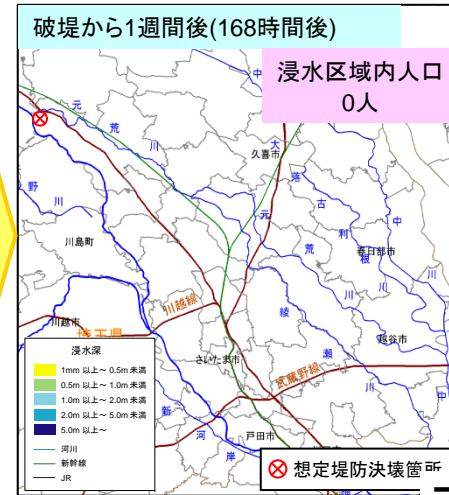 破堤から1週間後(168時間後)
浸水区域内人口
0人
中
元
荒
川
大
久喜市
落
野
川
元
古
中
利
春日部市
川島町
荒
根
川
川
川
川越線
綾
川越市
埼玉県
瀬
越谷市
さいたま市
武蔵野線
川
新
中
河
戸田市
岸
浸水深
1mm 以上～ 0.5m 未満
0.5m 以上～ 1.0m 未満
1.0m 以上～ 2.0m 未満
2.0m 以上～ 5.0m 未満
5.0m 以上～
河川
新幹線
JR
想定堤防決壊箇所